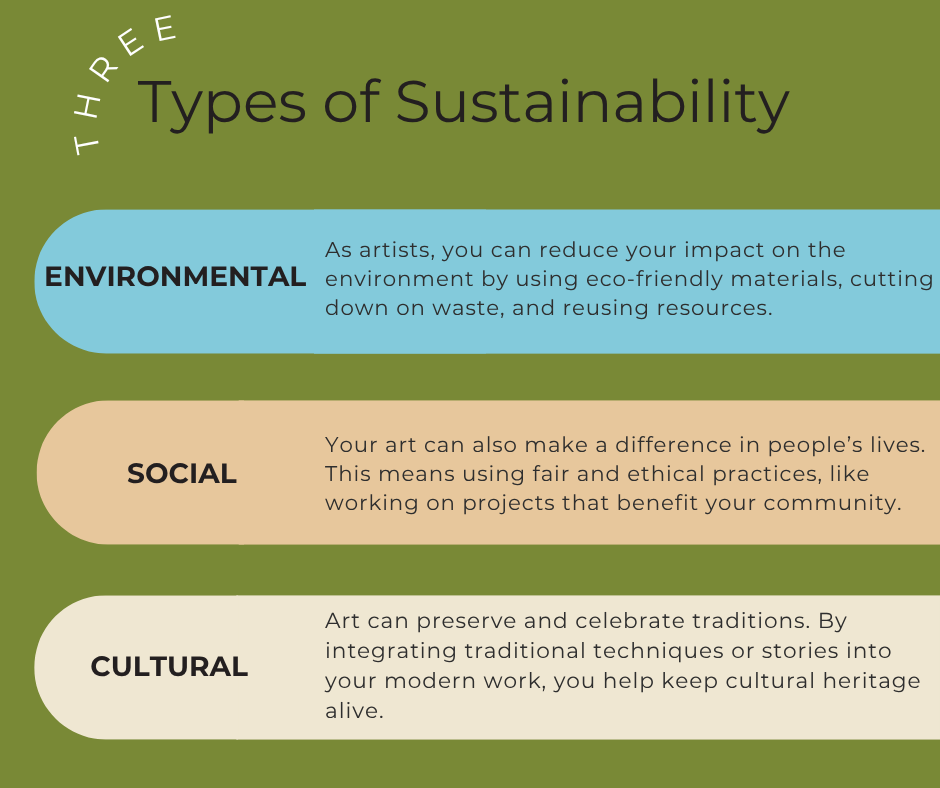 THREE
Types of Sustainability
ENVIRONMENTAL
As artists, you can reduce your impact on the
environment by using eco-friendly materials, cutting
down on waste, and reusing resources.
SOCIAL
Your art can also make a difference in people’s lives.
This means using fair and ethical practices, like
working on projects that benefit your community.
CULTURAL
Art can preserve and celebrate traditions. By
integrating traditional techniques or stories into
your modern work, you help keep cultural heritage
alive.